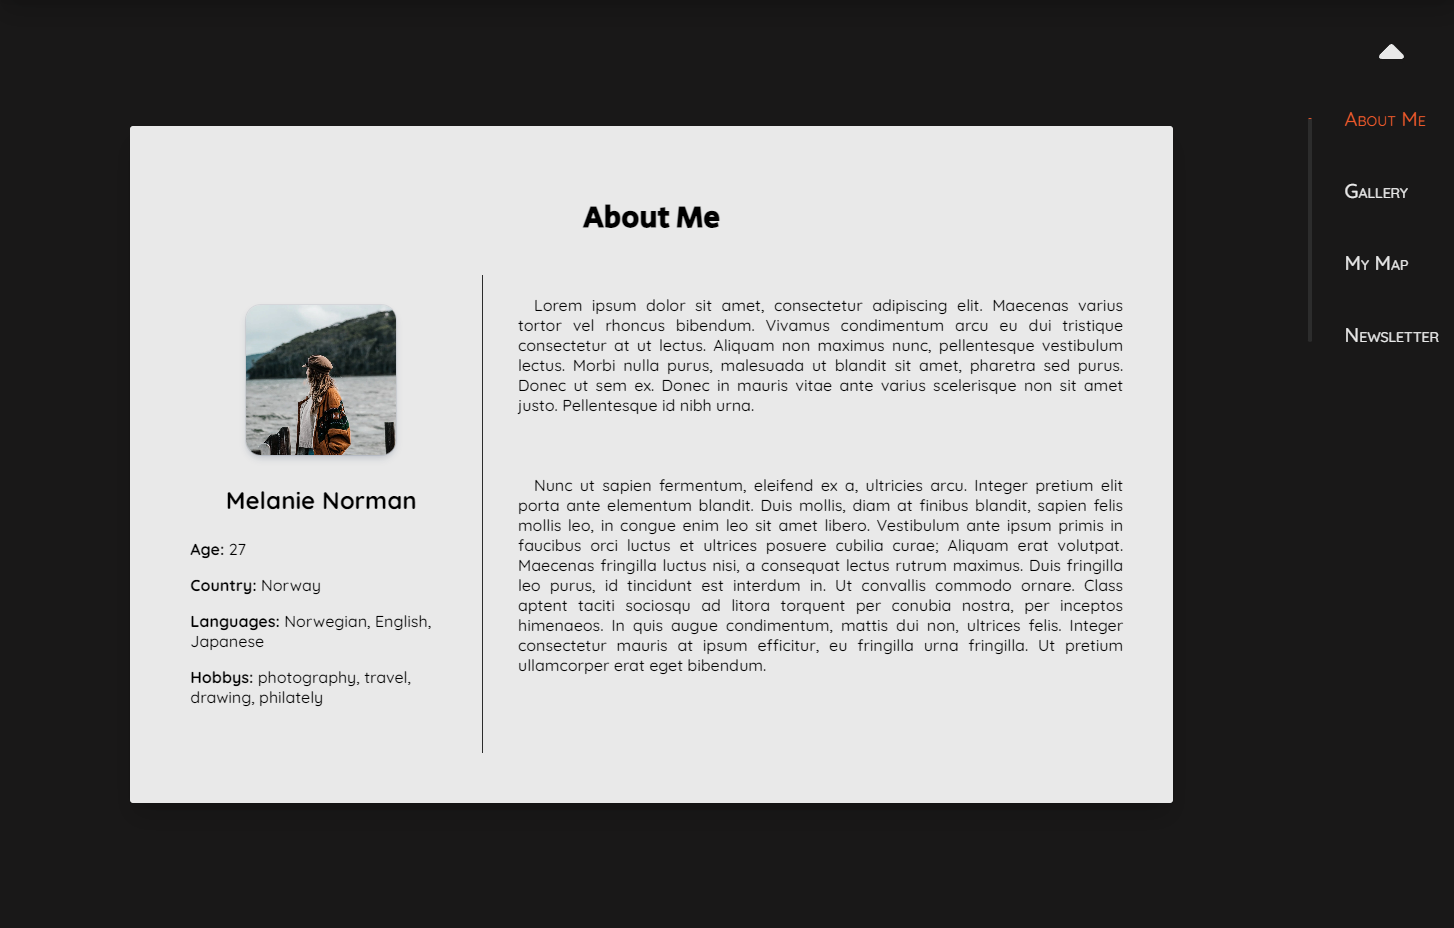 About Me
Gallery
My Map
Newsletter
About Me
Melanie Norman
Age: 27
Country: Norway
Languages: Norwegian, English,
Japanese
Hobbys: photography, travel,
drawing, philately
Lorem ipsum dolor sit amet, consectetur adipiscing elit. Maecenas varius
tortor vel rhoncus bibendum. Vivamus condimentum arcu eu dui tristique
consectetur at ut lectus. Aliquam non maximus nunc, pellentesque vestibulum
lectus. Morbi nulla purus, malesuada ut blandit sit amet, pharetra sed purus.
Donec ut sem ex. Donec in mauris vitae ante varius scelerisque non sit amet
justo. Pellentesque id nibh urna.
Nunc ut sapien fermentum, eleifend ex a, ultricies arcu. Integer pretium elit
porta ante elementum blandit. Duis mollis, diam at finibus blandit, sapien felis
mollis leo, in congue enim leo sit amet libero. Vestibulum ante ipsum primis in
faucibus orci luctus et ultrices posuere cubilia curae; Aliquam erat volutpat.
Maecenas fringilla luctus nisi, a consequat lectus rutrum maximus. Duis fringilla
leo purus, id tincidunt est interdum in. Ut convallis commodo ornare. Class
aptent taciti sociosqu ad litora torquent per conubia nostra, per inceptos
himenaeos. In quis augue condimentum, mattis dui non, ultrices felis. Integer
consectetur mauris at ipsum efficitur, eu fringilla urna fringilla. Ut pretium
ullamcorper erat eget bibendum.